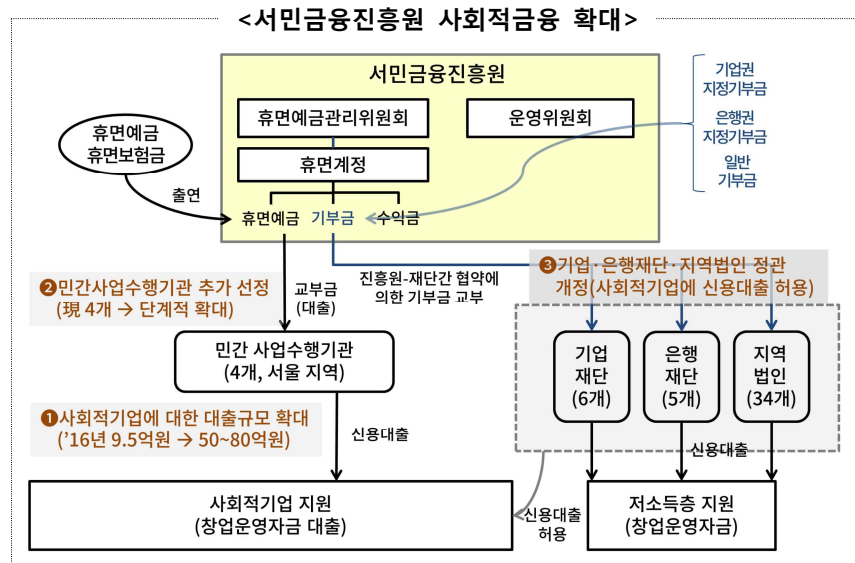 <서민금융진흥원 사회적금융 확대>
서민금융진흥원
휴면예금관리위원회
운영위원회
휴면계정
휴면예금
기부금
수익금
휴면예금
휴면보험금
출연
기업권
지정기부금
은행권
지정기부금
일반
기부금
❷민간사업수행기관 추가 선정
(現 4개 → 단계적 확대)
교부금
(대출)
진흥원-재단간 협약에
의한 기부금 교부
❸기업·은행재단·지역법인 정관
개정(사회적기업에 신용대출 허용)
민간 사업수행기관
(4개, 서울 지역)
기업
재단
(6개)
은행
재단
(5개)
지역
법인
(34개)
❶사회적기업에 대한 대출규모 확대
('16년 9.5억원 → 50~80억원)
신용대출
신용대출
사회적기업 지원
(창업운영자금 대출)
신용대출
허용
저소득층 지원
(창업운영자금)